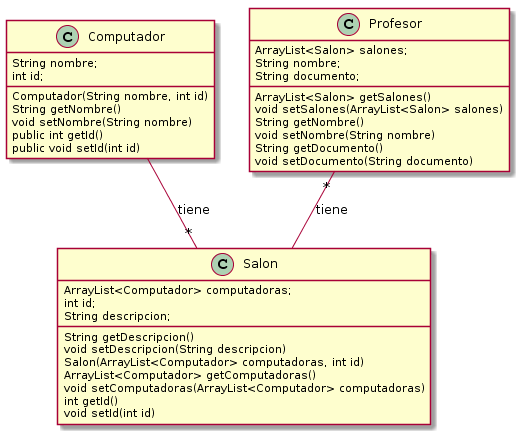 C Computador
String nombre;
int id;
Computador(String nombre, int id)
String getNombre()
void setNombre(String nombre)
public int getId()
public void setId(int id)
C Profesor
ArrayList<Salon> salones;
String nombre;
String documento;
ArrayList<Salon> getSalones()
void setSalones(ArrayList<Salon> salones)
String getNombre()
void setNombre(String nombre)
String getDocumento()
void setDocumento(String documento)
tiene
*
*
tiene
C Salon
ArrayList<Computador> computadoras;
int id;
String descripcion;
String getDescripcion()
void setDescripcion(String descripcion)
Salon(ArrayList<Computador> computadoras, int id)
ArrayList<Computador> getComputadoras()
void setComputadoras(ArrayList<Computador> computadoras)
int getId()
void setId(int id)